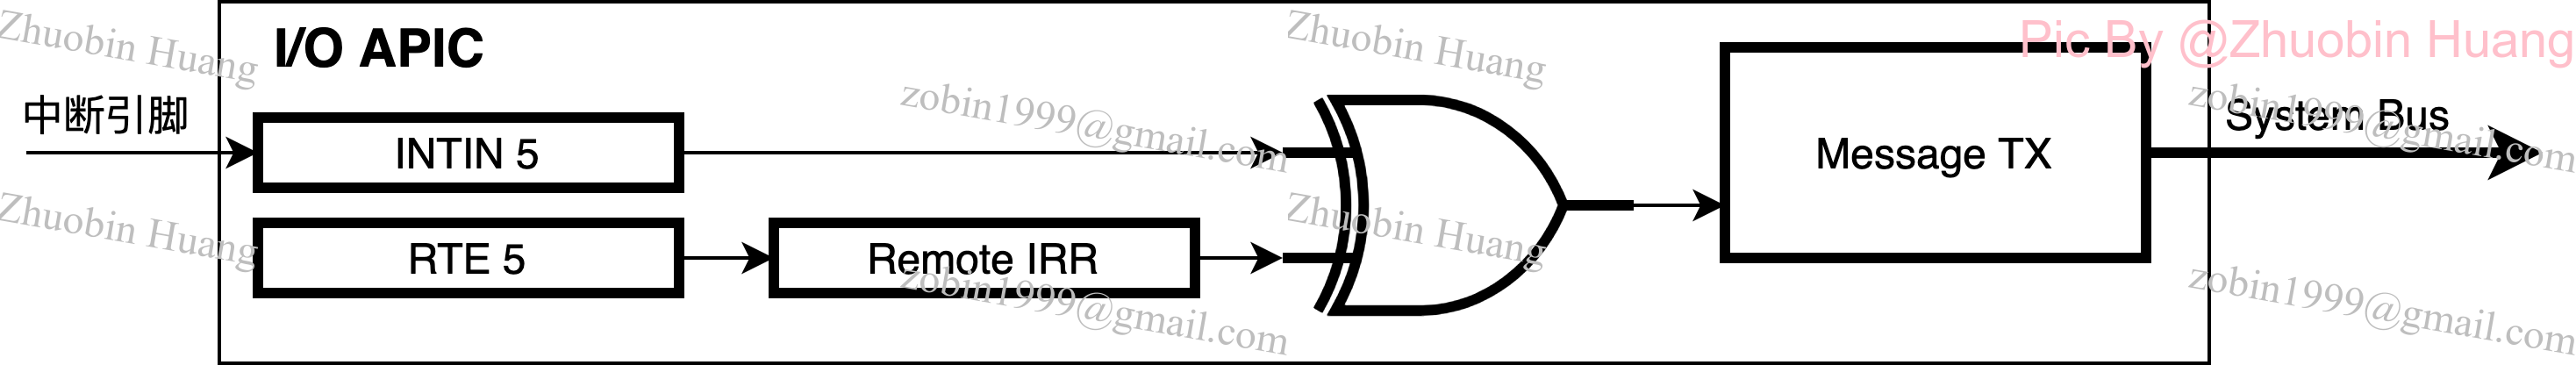 I/O APIC
Pic By @Zhuobin Huang
中断引脚
System Bus
INTIN 5
Message TX
RTE 5
Remote IRR
Zhuobin Huang
Zhuobin Huang
zobin1999@gmail.com
zobin1999@gmail.com
Zhuobin Huang
Zhuobin Huang
zobin1999@gmail.com
zobin1999@gmail.com